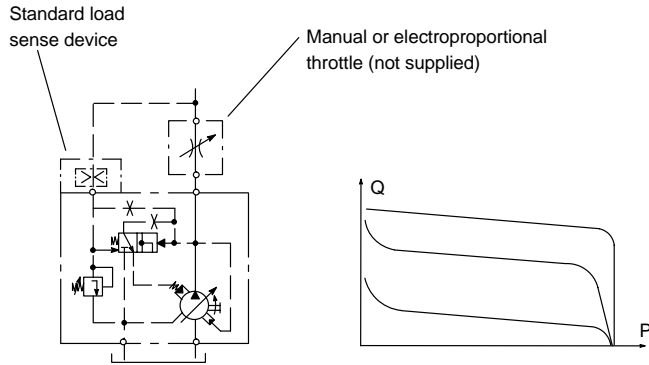 Standard load
sense device
Manual or electroproportional
throttle (not supplied)
Q
P